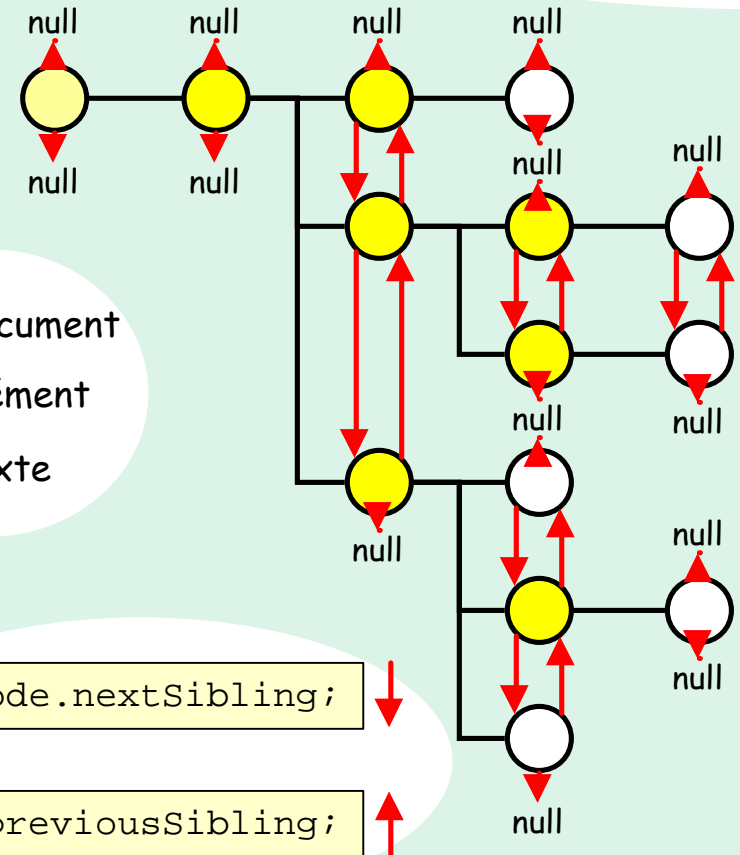 null null null null
null null null null
cument
ément
xte
null null
null null
null
ode.nextSibling;
null
previousSibling;
null